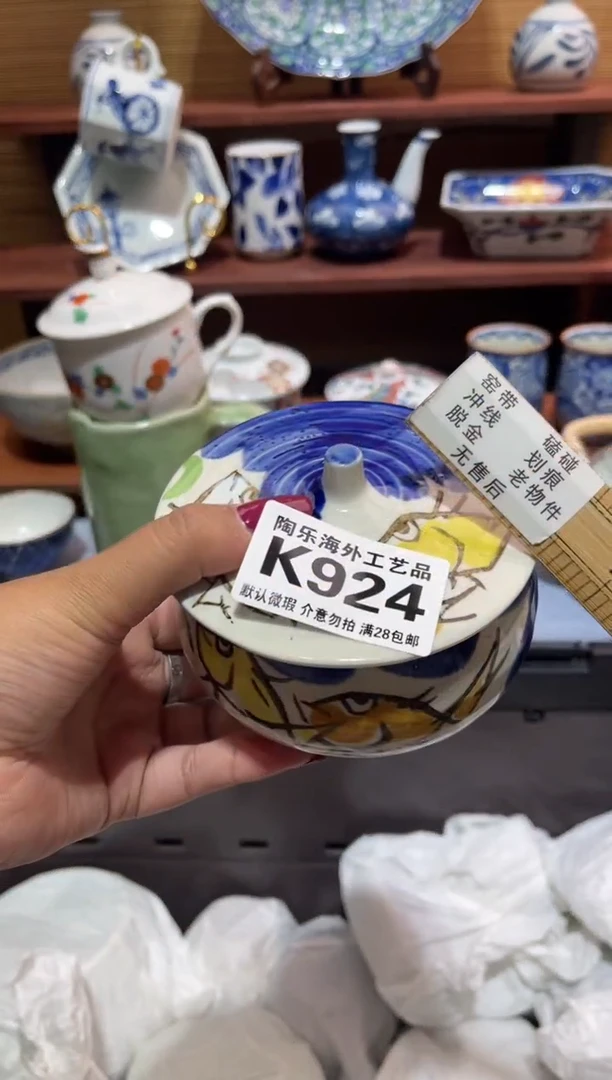 窑带 磕碰
冲线 划痕
脱金 老物件
无售后
陶乐海外工艺品
K924
默认微瑕 介意勿拍 满28包邮